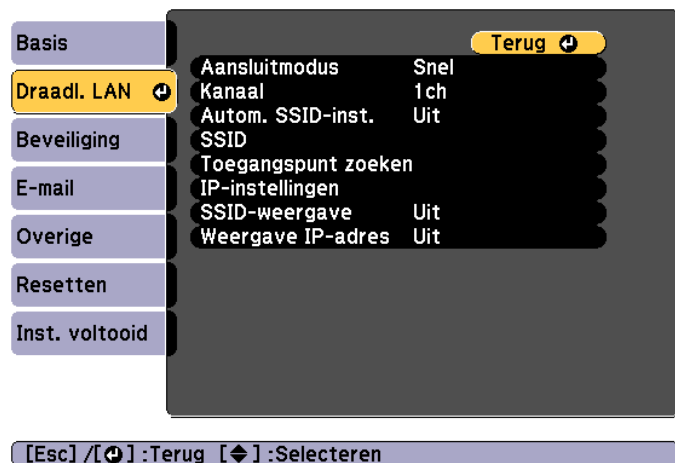 Basis
Draadl. LAN
Beveiliging
E-mail
Overige
Resetten
Inst. voltooid
Terug
Aansluitmodus Snel
Kanaal 1ch
Autom. SSID-inst. Uit
SSID
Toegangspunt zoeken
IP-instellingen
SSID-weergave Uit
Weergave IP-adres Uit
[Esc] /[⏎] :Terug [◆] :Selecteren